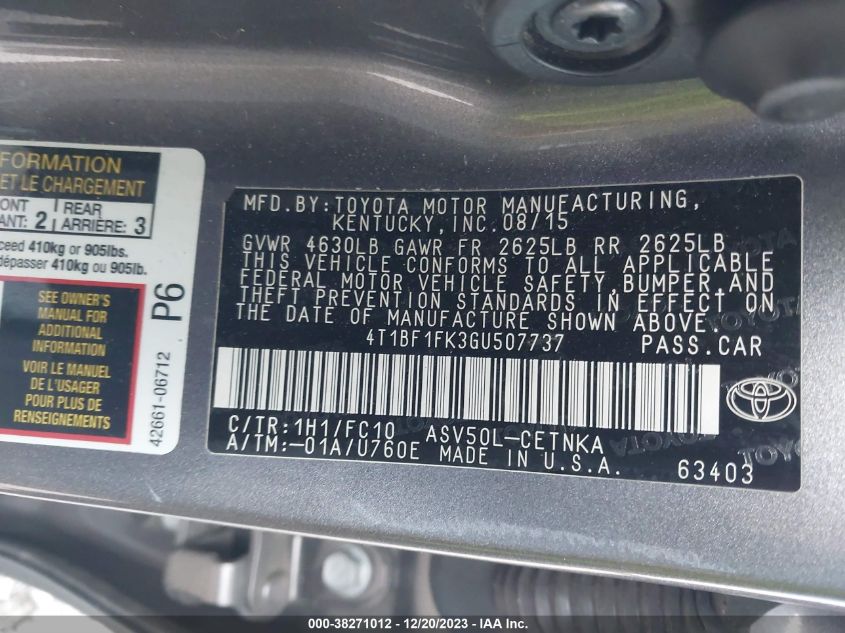 FORMATION
ET LE CHARGEMENT
ONT
ANT: 2
REAR
ARRIÈRE: 3
ceed 410kg or 905lbs.
dépasser 410kg ou 905lb.
SEE OWNER'S
MANUAL FOR
ADDITIONAL
INFORMATION
VOIR LE MANUEL
DE L'USAGER
POUR PLUS DE
RENSEIGNEMENTS
P6
42661-06712
MFD.BY:TOYOTA MOTOR MANUFACTURING,
KENTUCKY,INC.08/15
GVWR 4630LB GAWR FR 2625LB RR 2625LB
THIS VEHICLE CONFORMS TO ALL APPLICABLE
FEDERAL MOTOR VEHICLE SAFETY,BUMPER,AND
THEFT PREVENTION STANDARDS IN EFFECT ON
THE DATE OF MANUFACTURE SHOWN ABOVE.
4T1BF1FK3GU507737 PASS.CAR
C/TR:1H1/FC10 ASV50L-CETNKA
A/TM:-01A/U760E MADE IN U.S.A.
63403
000-38271012 - 12/20/2023 - IAA Inc.